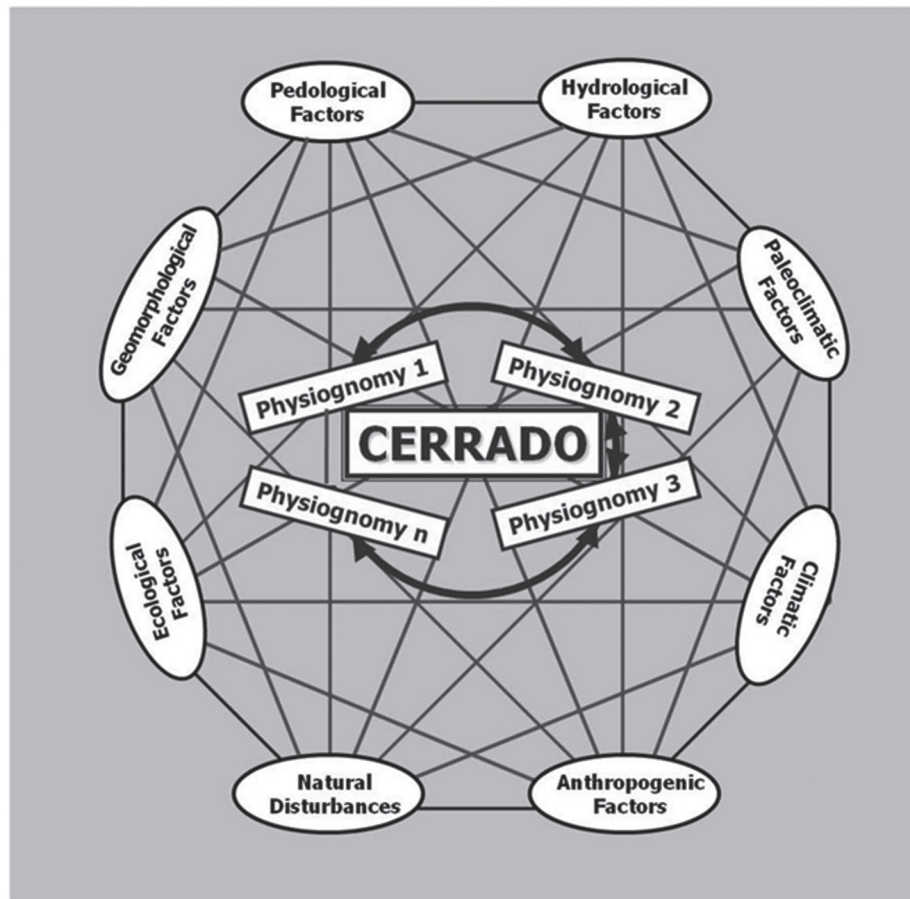 Pedological
Factors
Hydrological
Factors
Geomorphological
Factors
Paleoclimatic
Factors
Physiognomy 1
Physiognomy 2
CERRADO
Physiognomy n
Physiognomy 3
Ecological
Factors
Climatic
Factors
Natural
Disturbances
Anthropogenic
Factors